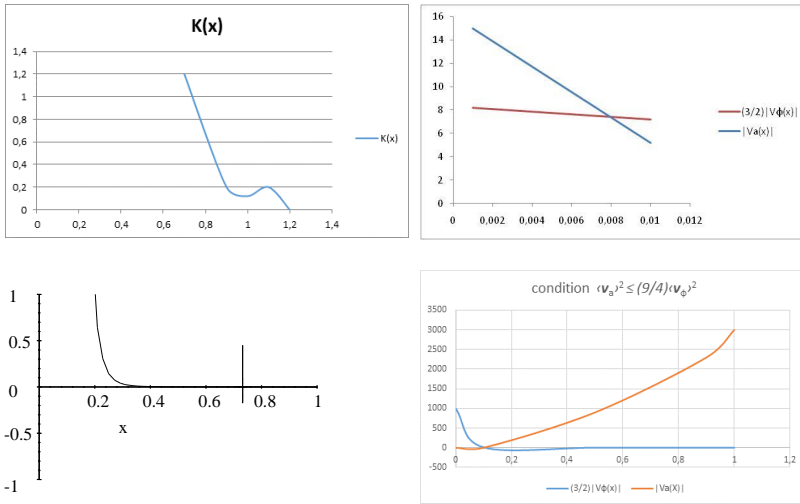 K(x)
1,4
1,2
1
0,8
0,6
0,4
0,2
0
0 0,2 0,4 0,6 0,8 1 1,2 1,4
K(x)
16
14
12
10
8
6
4
2
0
0 0,002 0,004 0,006 0,008 0,01 0,012
(3/2)|Vϕ(x)|
|Va(x)|
1
0.5
0
-0.5
-1
0.2 0.4 0.6 0.8 1
x
condition ‹va›² ≤ (9/4)‹vϕ›²
3500
3000
2500
2000
1500
1000
500
0
-500
0 0,2 0,4 0,6 0,8 1 1,2
(3/2)|Vϕ(x)| |Va(X)|